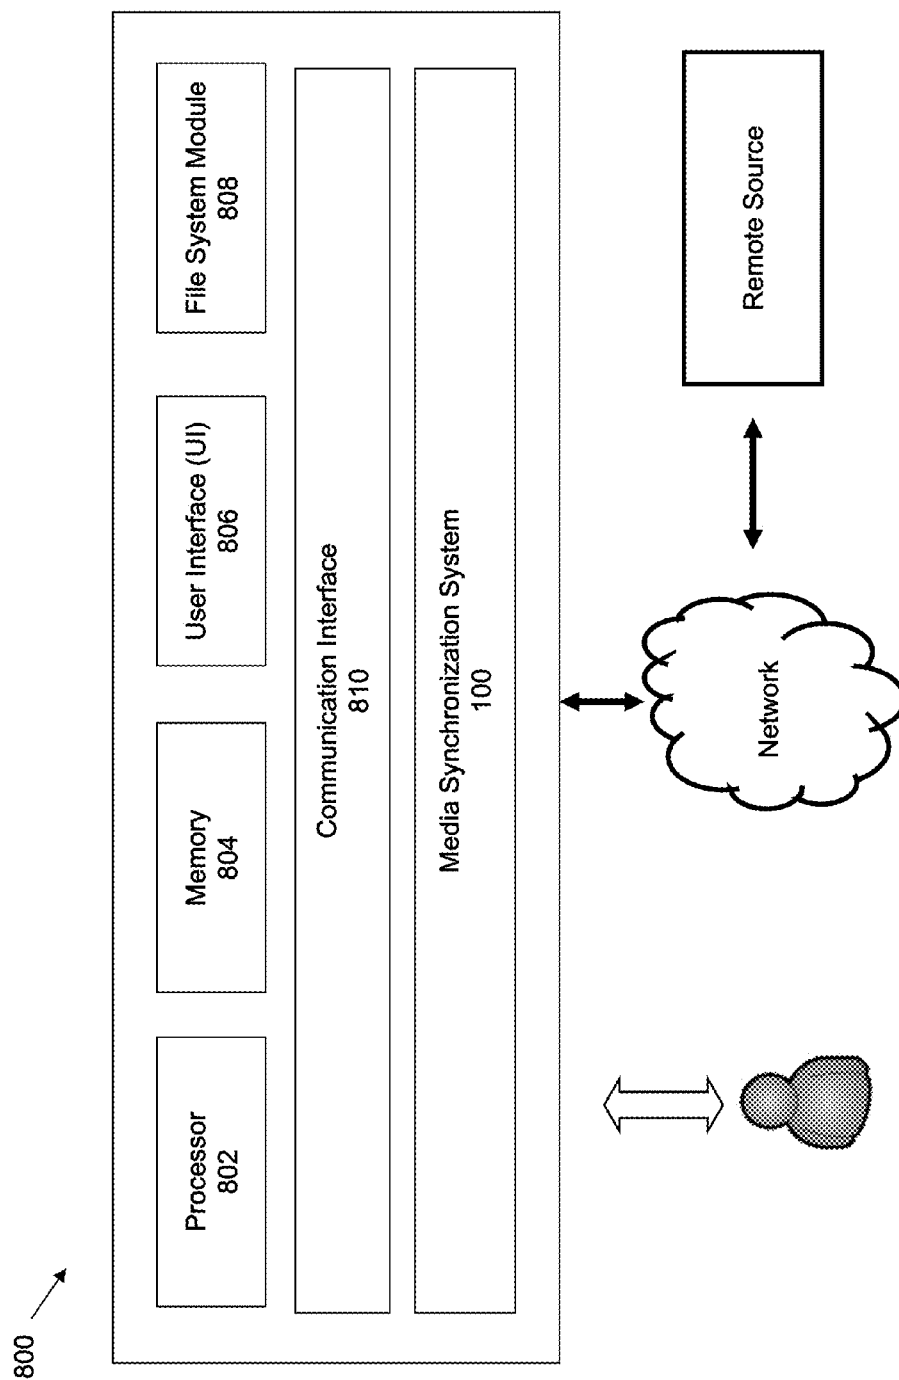 800
Processor
802
Memory
804
User Interface (UI)
806
File System Module
808
Communication Interface
810
Media Synchronization System
100
Network
Remote Source